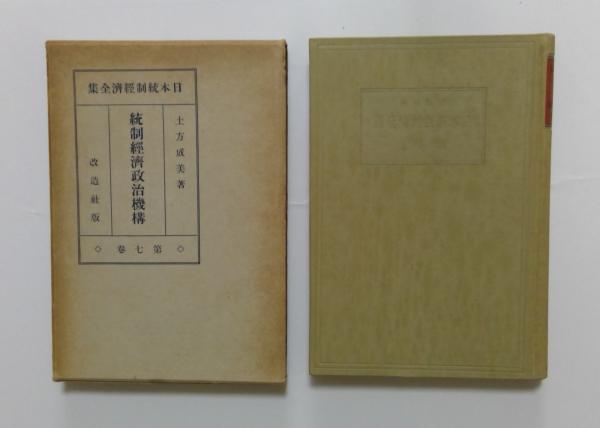 日本統制經濟全集
土方成美著
統制經濟政治機構
改造社版
◇第七卷◇